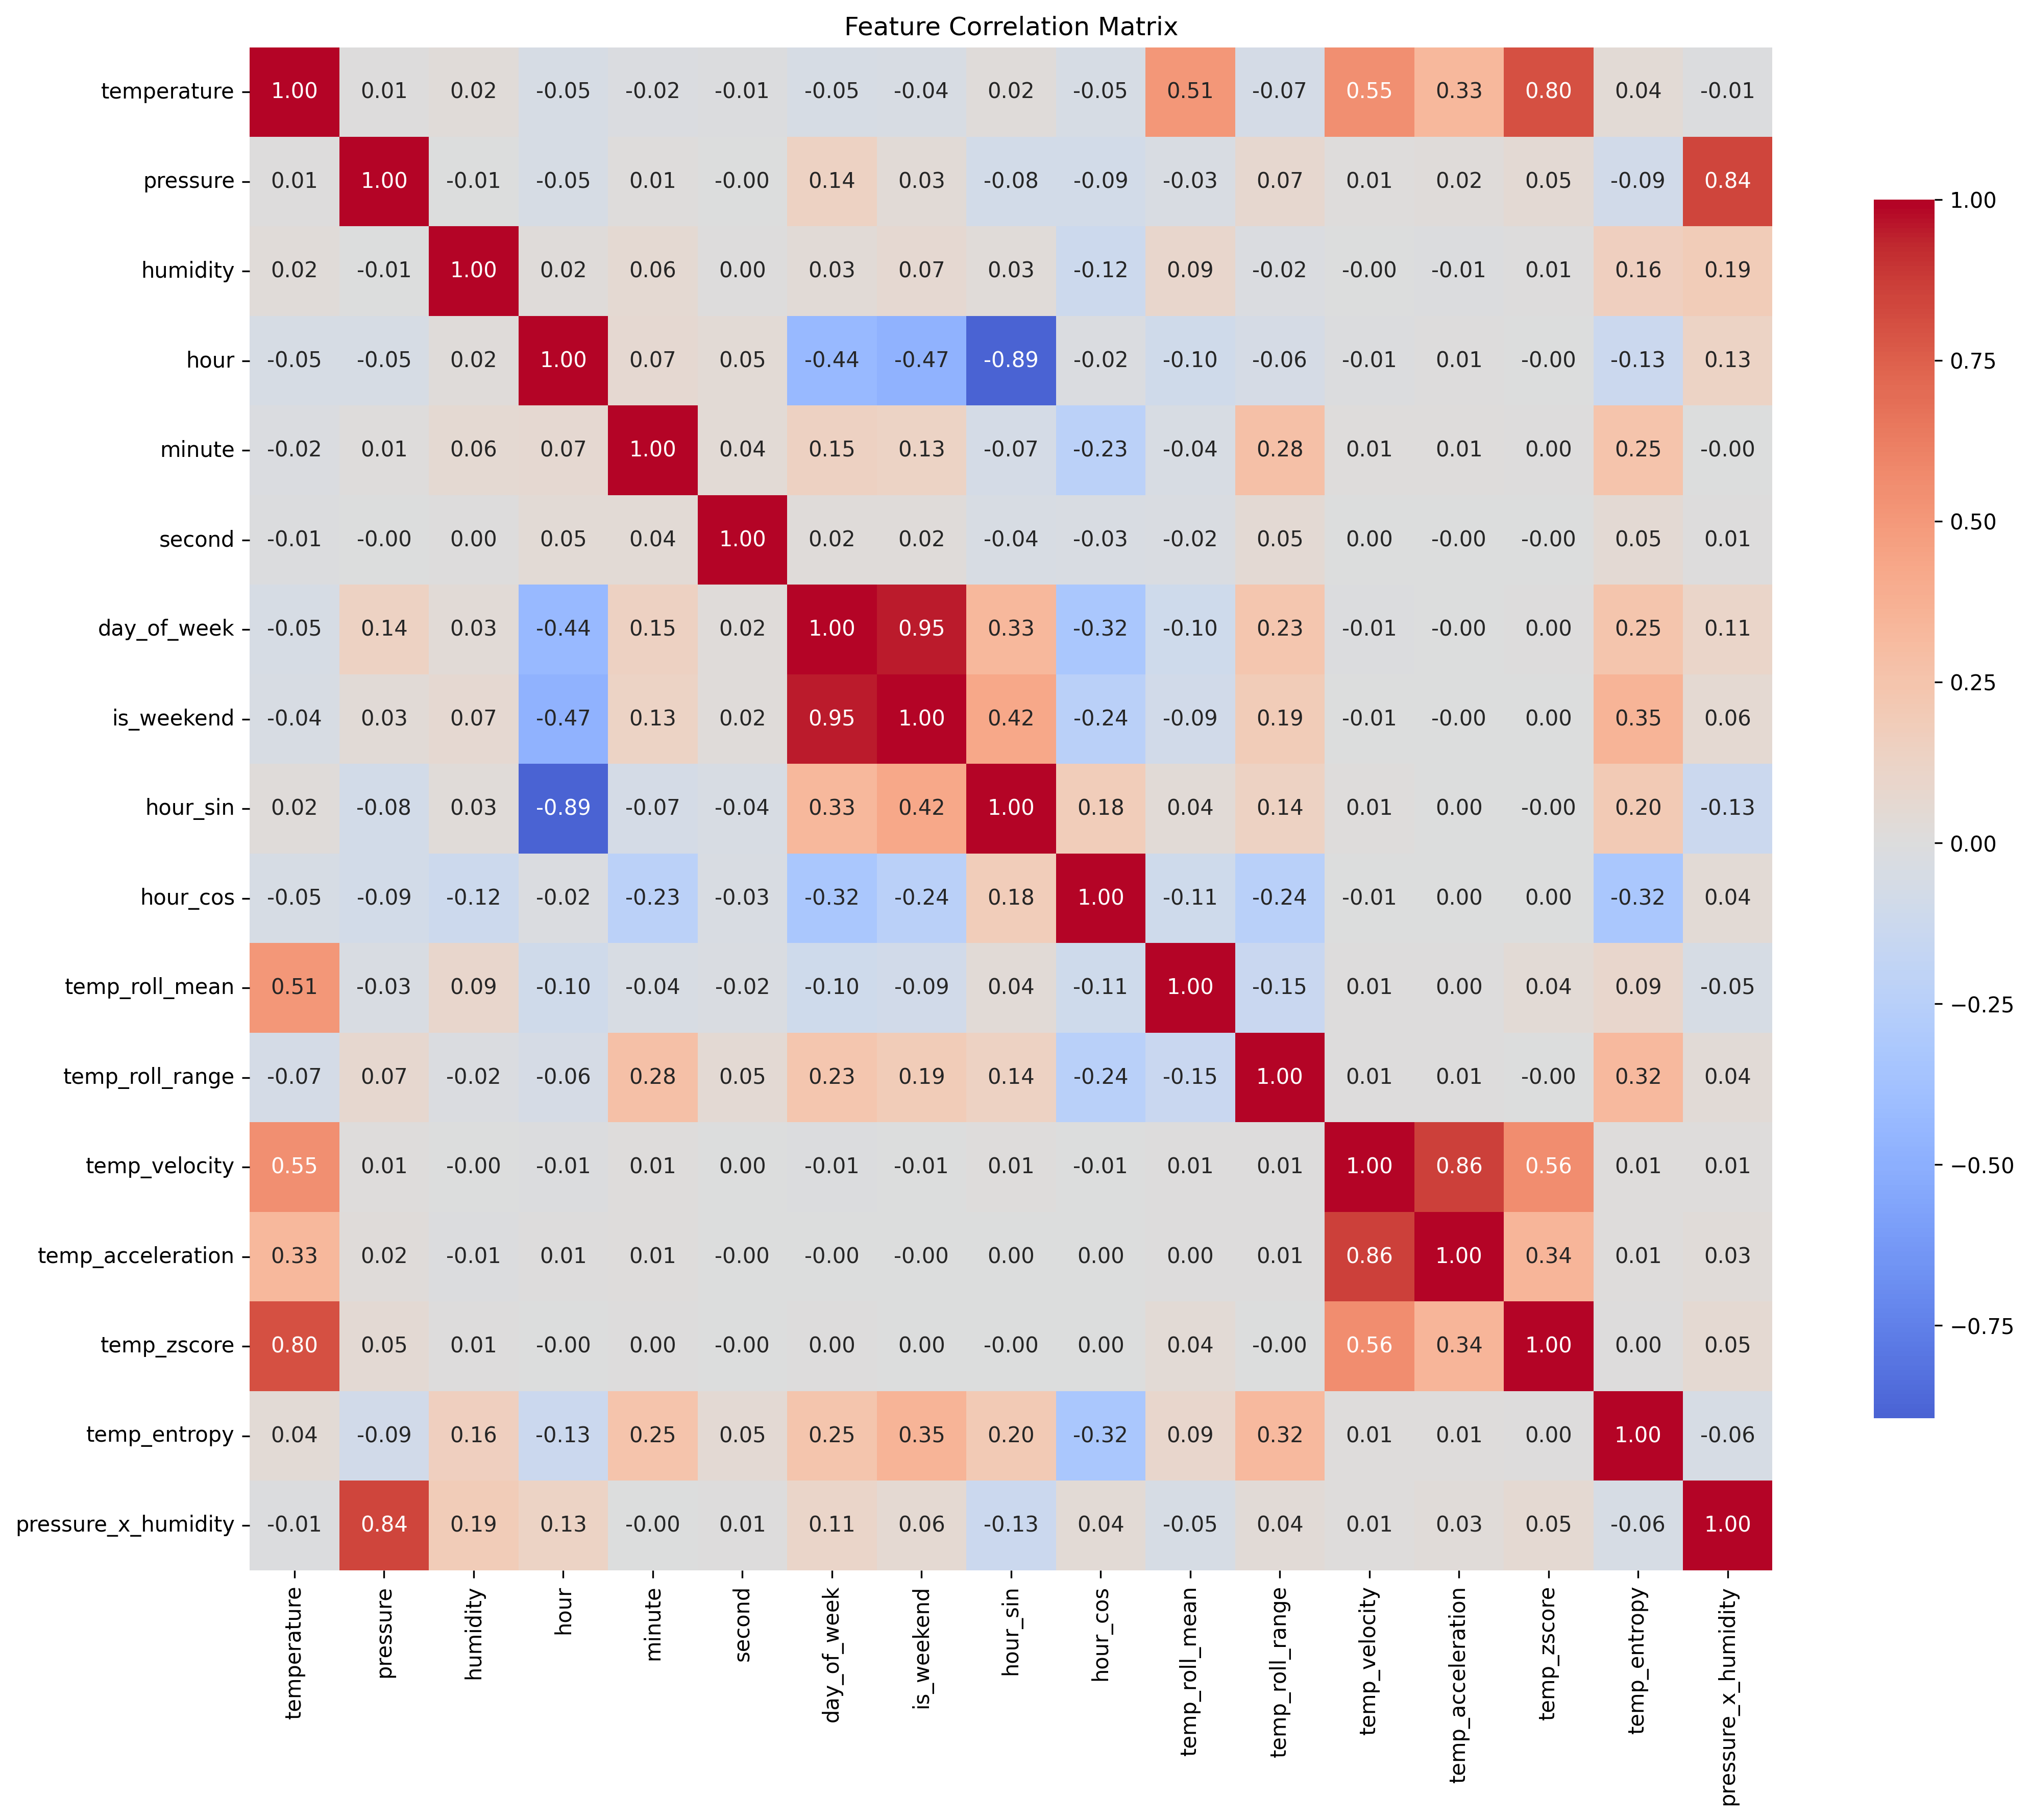 Feature Correlation Matrix
temperature 1.00 0.01 0.02 -0.05 -0.02 -0.01 -0.05 -0.04 0.02 -0.05 0.51 -0.07 0.55 0.33 0.80 0.04 -0.01
pressure 0.01 1.00 -0.01 -0.05 0.01 -0.00 0.14 0.03 -0.08 -0.09 -0.03 0.07 0.01 0.02 0.05 -0.09 0.84
humidity 0.02 -0.01 1.00 0.02 0.06 0.00 0.03 0.07 0.03 -0.12 0.09 -0.02 -0.00 -0.01 0.01 0.16 0.19
hour -0.05 -0.05 0.02 1.00 0.07 0.05 -0.44 -0.47 -0.89 -0.02 -0.10 -0.06 -0.01 0.01 -0.00 -0.13 0.13
minute -0.02 0.01 0.06 0.07 1.00 0.04 0.15 0.13 -0.07 -0.23 -0.04 0.28 0.01 0.01 0.00 0.25 -0.00
second -0.01 -0.00 0.00 0.05 0.04 1.00 0.02 0.02 -0.04 -0.03 -0.02 0.05 0.00 -0.00 -0.00 0.05 0.01
day_of_week -0.05 0.14 0.03 -0.44 0.15 0.02 1.00 0.95 0.33 -0.32 -0.10 0.23 -0.01 -0.00 0.00 0.25 0.11
is_weekend -0.04 0.03 0.07 -0.47 0.13 0.02 0.95 1.00 0.42 -0.24 -0.09 0.19 -0.01 -0.00 0.00 0.35 0.06
hour_sin 0.02 -0.08 0.03 -0.89 -0.07 -0.04 0.33 0.42 1.00 0.18 0.04 0.14 0.01 0.00 -0.00 0.20 -0.13
hour_cos -0.05 -0.09 -0.12 -0.02 -0.23 -0.03 -0.32 -0.24 0.18 1.00 -0.11 -0.24 -0.01 0.00 0.00 -0.32 0.04
temp_roll_mean 0.51 -0.03 0.09 -0.10 -0.04 -0.02 -0.10 -0.09 0.04 -0.11 1.00 -0.15 0.01 0.00 0.04 0.09 -0.05
temp_roll_range -0.07 0.07 -0.02 -0.06 0.28 0.05 0.23 0.19 0.14 -0.24 -0.15 1.00 0.01 0.01 -0.00 0.32 0.04
temp_velocity 0.55 0.01 -0.00 -0.01 0.01 0.00 -0.01 -0.01 0.01 -0.01 0.01 0.01 1.00 0.86 0.56 0.01 0.01
temp_acceleration 0.33 0.02 -0.01 0.01 0.01 -0.00 -0.00 -0.00 0.00 0.00 0.00 0.01 0.86 1.00 0.34 0.01 0.03
temp_zscore 0.80 0.05 0.01 -0.00 0.00 -0.00 0.00 0.00 -0.00 0.00 0.04 -0.00 0.56 0.34 1.00 0.00 0.05
temp_entropy 0.04 -0.09 0.16 -0.13 0.25 0.05 0.25 0.35 0.20 -0.32 0.09 0.32 0.01 0.01 0.00 1.00 -0.06
pressure_x_humidity -0.01 0.84 0.19 0.13 -0.00 0.01 0.11 0.06 -0.13 0.04 -0.05 0.04 0.01 0.03 0.05 -0.06 1.00
temperature
pressure
humidity
hour
minute
second
day_of_week
is_weekend
hour_sin
hour_cos
temp_roll_mean
temp_roll_range
temp_velocity
temp_acceleration
temp_zscore
temp_entropy
pressure_x_humidity
1.00
0.75
0.50
0.25
0.00
−0.25
−0.50
−0.75